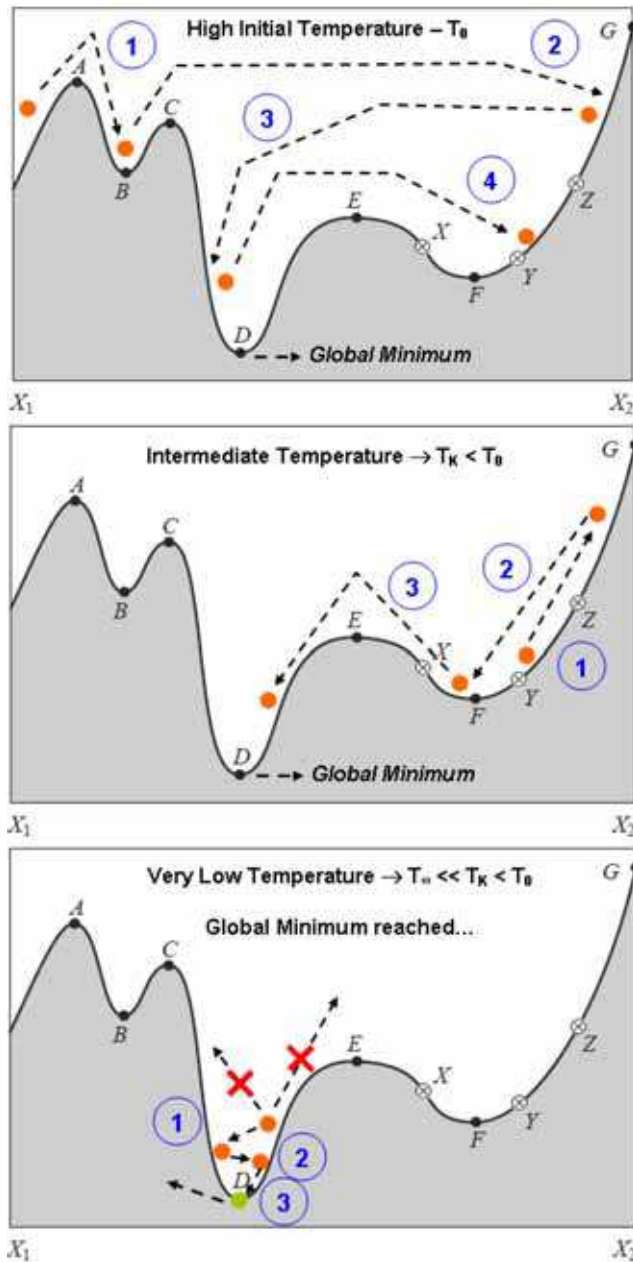 High Initial Temperature – T₀
G
1
2
A
C
3
B
4
Z
E
X
Y
F
D
Global Minimum
X₁
X₂
Intermediate Temperature → Tₖ < T₀
G
A
C
2
3
B
E
Z
X
1
Y
F
D
Global Minimum
X₁
X₂
Very Low Temperature → T∞ << Tₖ < T₀
G
Global Minimum reached...
A
C
B
Z
E
X
Y
1
F
2
D
3
X₁
X₂